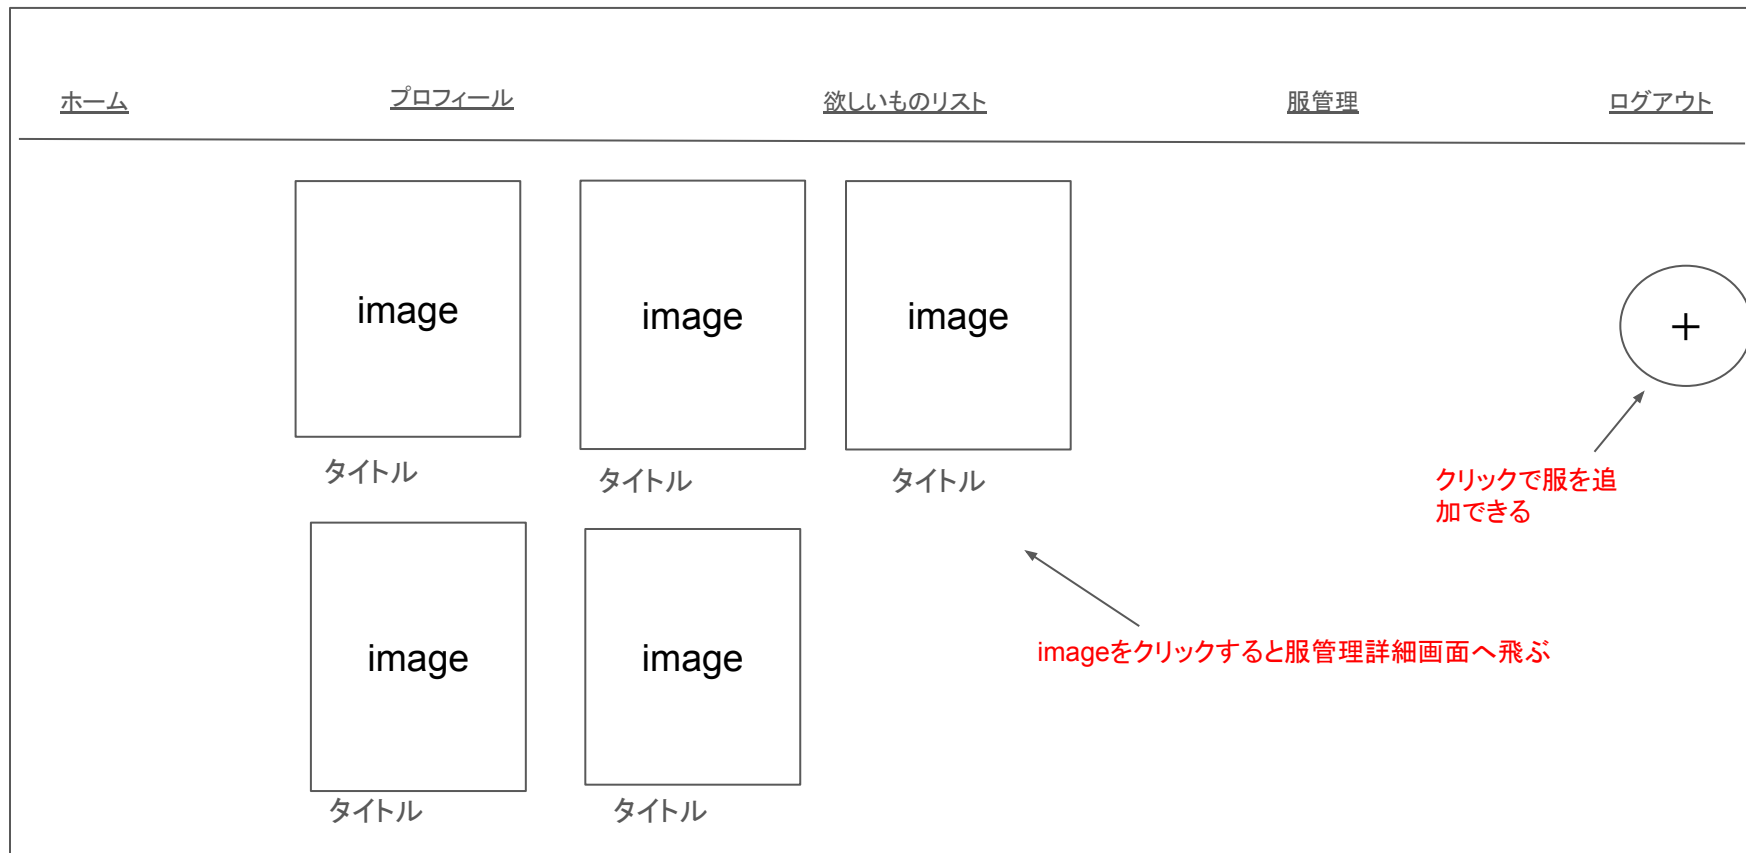 ホーム
プロフィール
欲しいものリスト
服管理
ログアウト
image
image
image
+
タイトル
タイトル
タイトル
クリックで服を追
加できる
image
image
imageをクリックすると服管理詳細画面へ飛ぶ
タイトル
タイトル